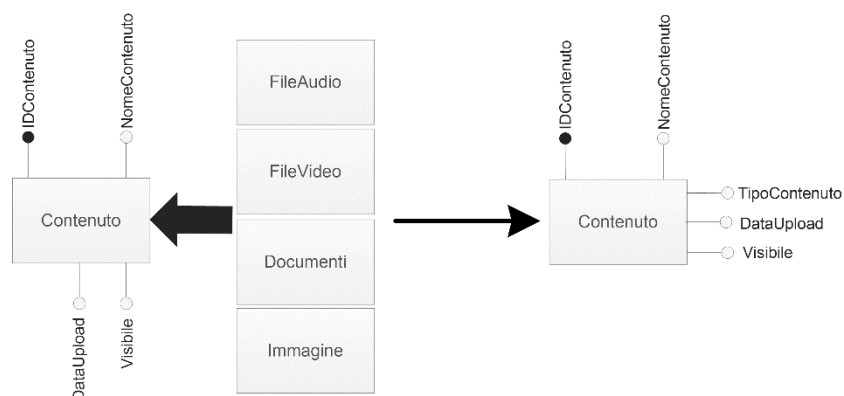 IDContenuto
NomeContenuto
Contenuto
DataUpload
Visibile
FileAudio
FileVideo
Documenti
Immagine
IDContenuto
NomeContenuto
Contenuto
TipoContenuto
DataUpload
Visibile